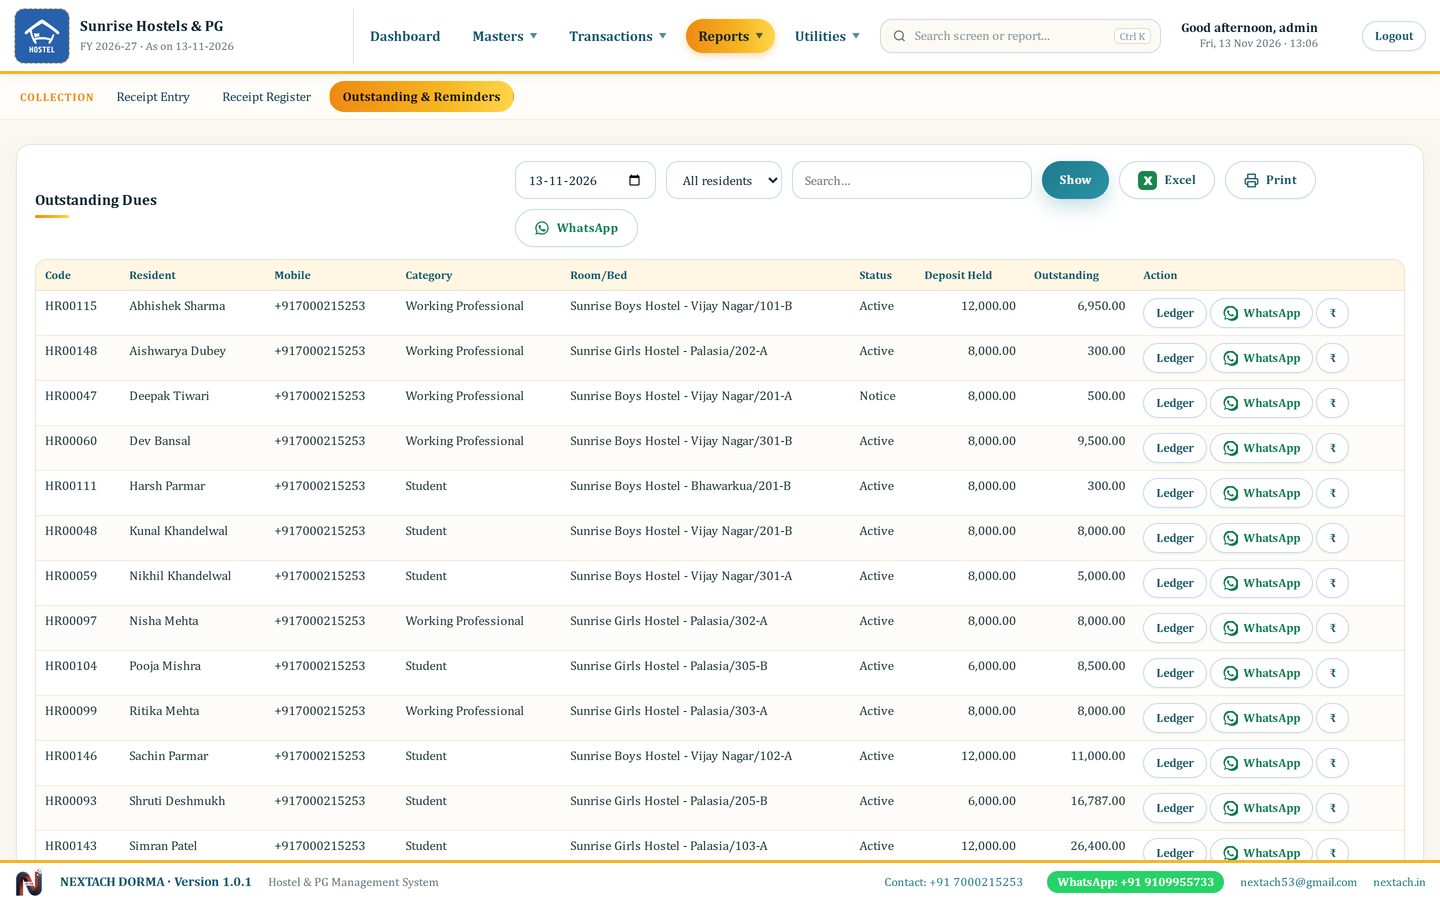 HOSTEL
Sunrise Hostels & PG
FY 2026-27 · As on 13-11-2026
Dashboard Masters ▼ Transactions ▼ Reports ▼ Utilities ▼
Search screen or report... Ctrl K
Good afternoon, admin
Fri, 13 Nov 2026 · 13:06
Logout
COLLECTION Receipt Entry Receipt Register Outstanding & Reminders
Outstanding Dues
13-11-2026 All residents Search... Show X Excel Print
WhatsApp
Code Resident Mobile Category Room/Bed Status Deposit Held Outstanding Action
HR00115 Abhishek Sharma +917000215253 Working Professional Sunrise Boys Hostel - Vijay Nagar/101-B Active 12,000.00 6,950.00 Ledger WhatsApp ₹
HR00148 Aishwarya Dubey +917000215253 Working Professional Sunrise Girls Hostel - Palasia/202-A Active 8,000.00 300.00 Ledger WhatsApp ₹
HR00047 Deepak Tiwari +917000215253 Working Professional Sunrise Boys Hostel - Vijay Nagar/201-A Notice 8,000.00 500.00 Ledger WhatsApp ₹
HR00060 Dev Bansal +917000215253 Working Professional Sunrise Boys Hostel - Vijay Nagar/301-B Active 8,000.00 9,500.00 Ledger WhatsApp ₹
HR00111 Harsh Parmar +917000215253 Student Sunrise Boys Hostel - Bhawarkua/201-B Active 8,000.00 300.00 Ledger WhatsApp ₹
HR00048 Kunal Khandelwal +917000215253 Student Sunrise Boys Hostel - Vijay Nagar/201-B Active 8,000.00 8,000.00 Ledger WhatsApp ₹
HR00059 Nikhil Khandelwal +917000215253 Student Sunrise Boys Hostel - Vijay Nagar/301-A Active 8,000.00 5,000.00 Ledger WhatsApp ₹
HR00097 Nisha Mehta +917000215253 Working Professional Sunrise Girls Hostel - Palasia/302-A Active 8,000.00 8,000.00 Ledger WhatsApp ₹
HR00104 Pooja Mishra +917000215253 Student Sunrise Girls Hostel - Palasia/305-B Active 6,000.00 8,500.00 Ledger WhatsApp ₹
HR00099 Ritika Mehta +917000215253 Working Professional Sunrise Girls Hostel - Palasia/303-A Active 8,000.00 8,000.00 Ledger WhatsApp ₹
HR00146 Sachin Parmar +917000215253 Student Sunrise Boys Hostel - Vijay Nagar/102-A Active 12,000.00 11,000.00 Ledger WhatsApp ₹
HR00093 Shruti Deshmukh +917000215253 Student Sunrise Girls Hostel - Palasia/205-B Active 6,000.00 16,787.00 Ledger WhatsApp ₹
HR00143 Simran Patel +917000215253 Student Sunrise Girls Hostel - Palasia/103-A Active 12,000.00 26,400.00 Ledger WhatsApp ₹
N NEXTACH DORMA · Version 1.0.1 Hostel & PG Management System Contact: +91 7000215253 WhatsApp: +91 9109955733 nextach53@gmail.com nextach.in